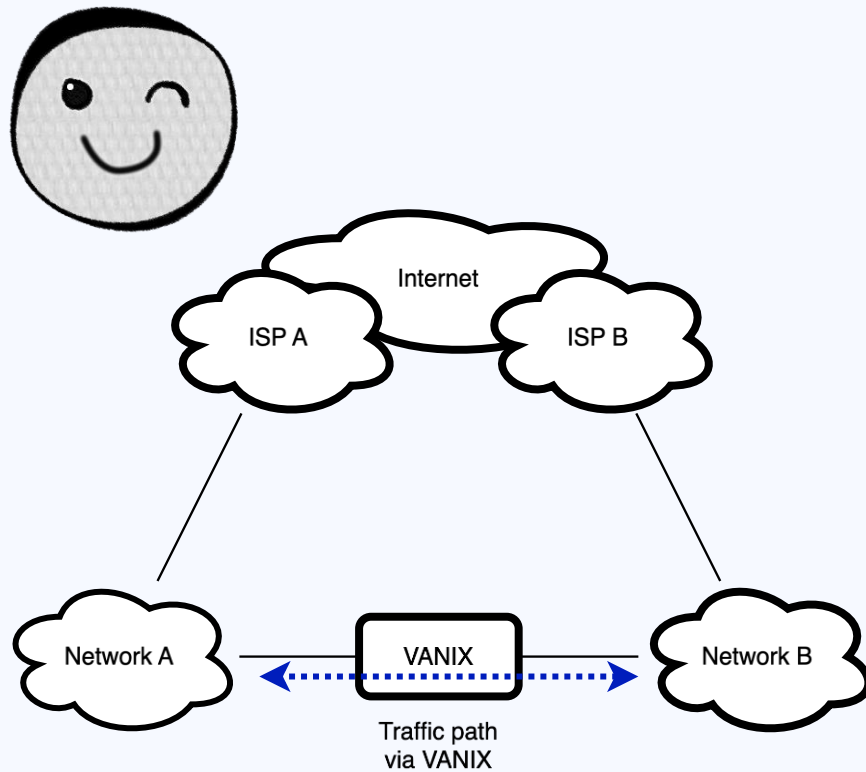 Internet
ISP A
ISP B
Network A
VANIX
Network B
Traffic path
via VANIX